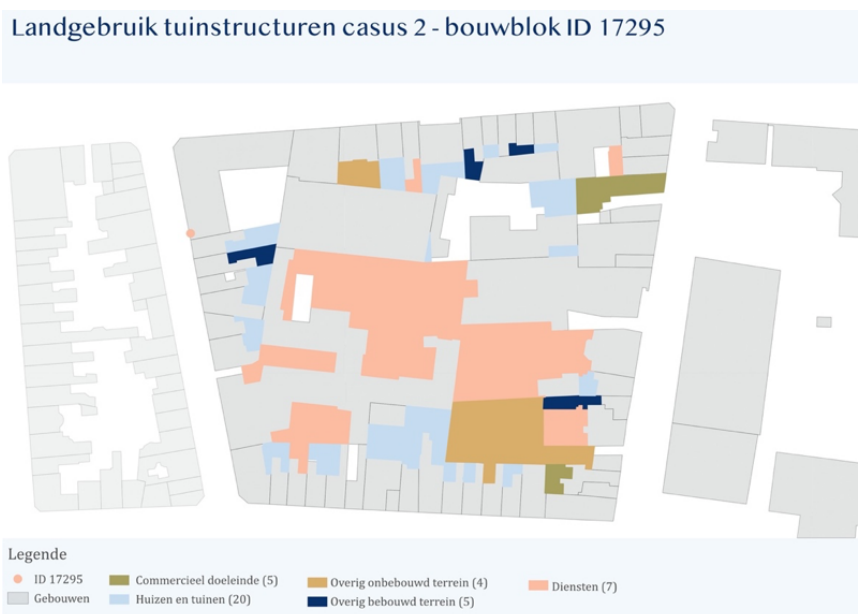 Landgebruik tuinstructuren casus 2 - bouwblok ID 17295
Legende
ID 17295
Gebouwen
Commercieel doeleinde (5)
Huizen en tuinen (20)
Overig onbebouwd terrein (4)
Overig bebouwd terrein (5)
Diensten (7)